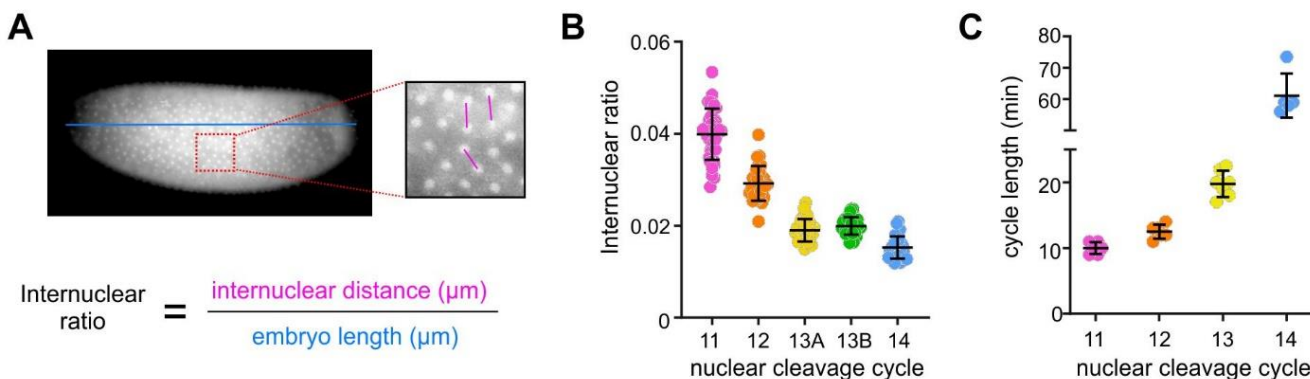 A
Internuclear
ratio
=
internuclear distance (µm)
embryo length (µm)
B
Internuclear ratio
0.06
0.04
0.02
0
11
12
13A
13B
14
nuclear cleavage cycle
C
cycle length (min)
80
60
20
10
0
11
12
13
14
nuclear cleavage cycle